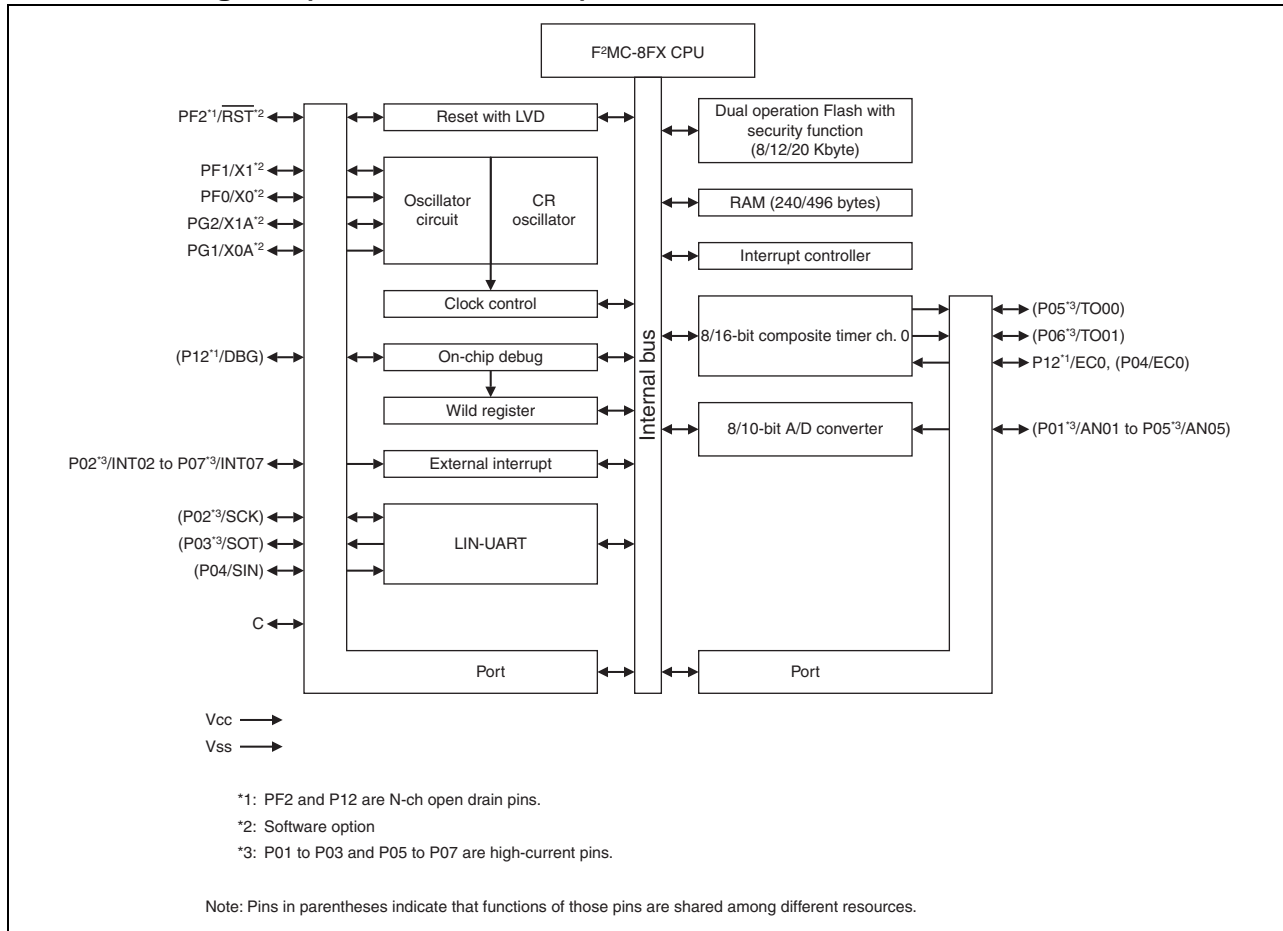 F²MC-8FX CPU
PF2*1/RST*2
Reset with LVD
Dual operation Flash with
security function
(8/12/20 Kbyte)
PF1/X1*2
PF0/X0*2
PG2/X1A*2
PG1/X0A*2
Oscillator
circuit
CR
oscillator
RAM (240/496 bytes)
Interrupt controller
Clock control
8/16-bit composite timer ch. 0
(P05*3/TO00)
(P06*3/TO01)
P12*1/EC0, (P04/EC0)
(P12*1/DBG)
On-chip debug
Internal bus
Wild register
8/10-bit A/D converter
(P01*3/AN01 to P05*3/AN05)
P02*3/INT02 to P07*3/INT07
External interrupt
(P02*3/SCK)
(P03*3/SOT)
(P04/SIN)
LIN-UART
C
Port
Port
Vcc
Vss
*1: PF2 and P12 are N-ch open drain pins.
*2: Software option
*3: P01 to P03 and P05 to P07 are high-current pins.
Note: Pins in parentheses indicate that functions of those pins are shared among different resources.